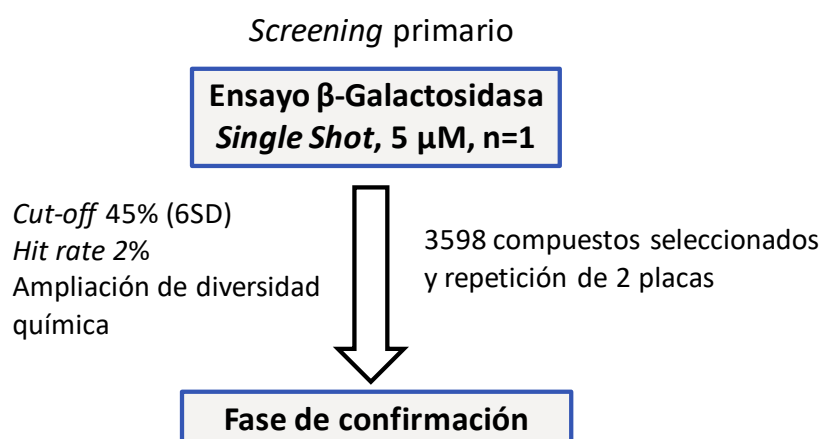 Screening primario
Ensayo β-Galactosidasa
Single Shot, 5 μM, n=1
Cut-off 45% (6SD)
Hit rate 2%
Ampliación de diversidad
química
3598 compuestos seleccionados
y repetición de 2 placas
Fase de confirmación